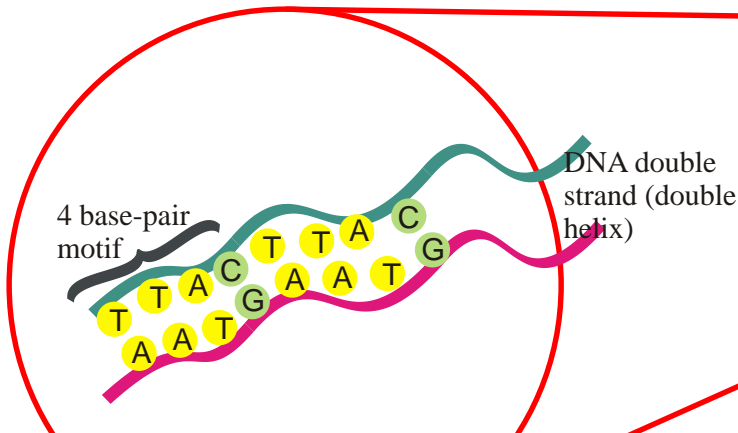 DNA double
strand (double
helix)
4 base-pair
motif
T T A C T T A C
A A T G A A T G